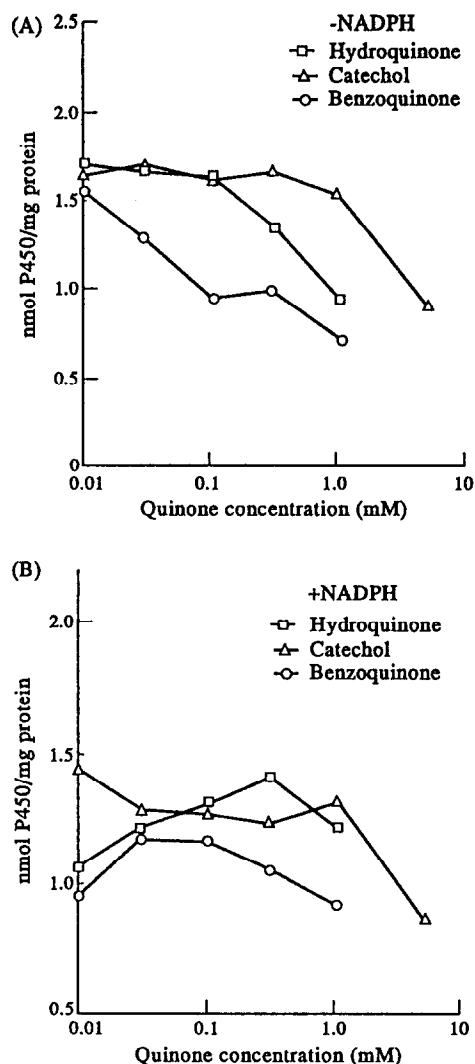 (A)
-NADPH
Hydroquinone
Catechol
Benzoquinone
nmol P450/mg protein
2.5
2.0
1.5
1.0
0.5
0
0.01 0.1 1.0 10
Quinone concentration (mM)
(B)
+NADPH
Hydroquinone
Catechol
Benzoquinone
nmol P450/mg protein
2.0
1.5
1.0
0.5
0.01 0.1 1.0 10
Quinone concentration (mM)